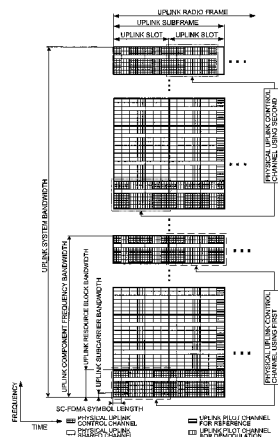 UPLINK RADIO FRAME
UPLINK SUBFRAME
UPLINK SLOT
UPLINK SLOT
UPLINK SYSTEM BANDWIDTH
UPLINK COMPONENT FREQUENCY BANDWIDTH
UPLINK RESOURCE BLOCK BANDWIDTH
UPLINK SUBCARRIER BANDWIDTH
PHYSICAL UPLINK CONTROL
CHANNEL USING SECOND
PHYSICAL UPLINK CONTROL
CHANNEL USING FIRST
FREQUENCY
TIME
SC-FDMA SYMBOL LENGTH
PHYSICAL UPLINK
CONTROL CHANNEL
UPLINK PILOT CHANNEL
FOR REFERENCE
PHYSICAL UPLINK
SHARED CHANNEL
UPLINK PILOT CHANNEL
FOR DEMODULATION